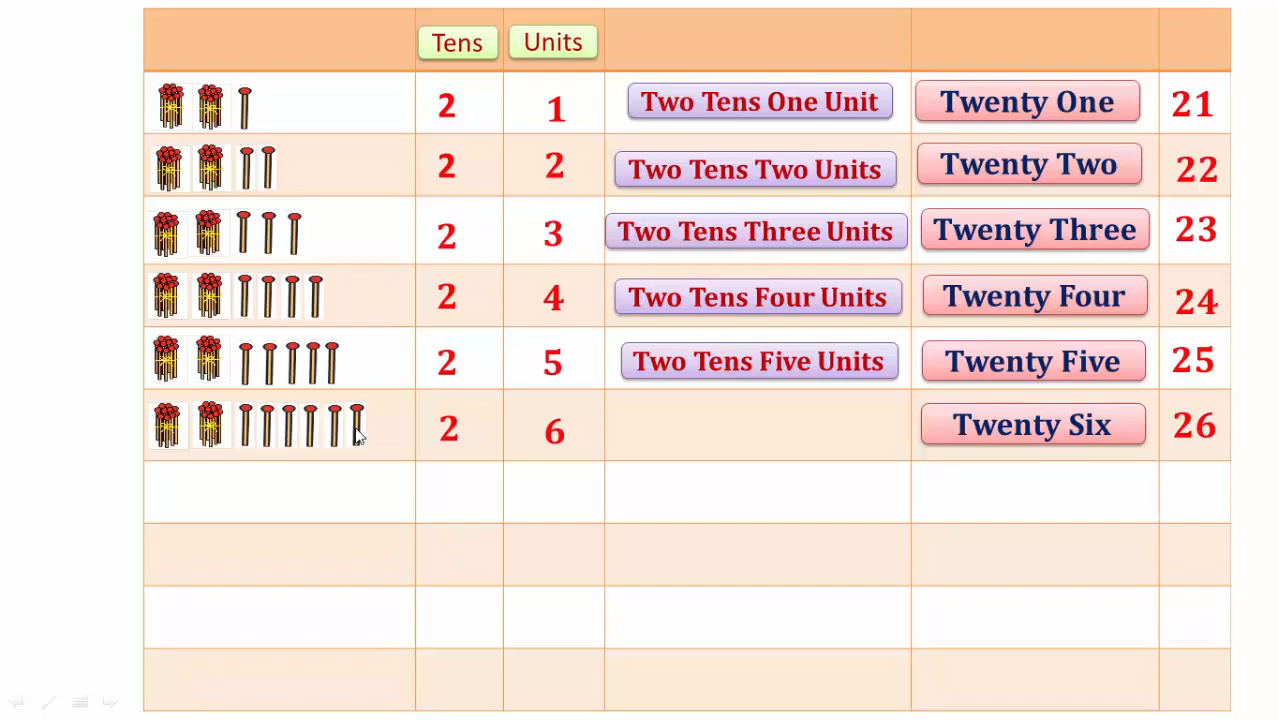 Tens Units
2 1 Two Tens One Unit Twenty One 21
2 2 Two Tens Two Units Twenty Two 22
2 3 Two Tens Three Units Twenty Three 23
2 4 Two Tens Four Units Twenty Four 24
2 5 Two Tens Five Units Twenty Five 25
2 6 Twenty Six 26